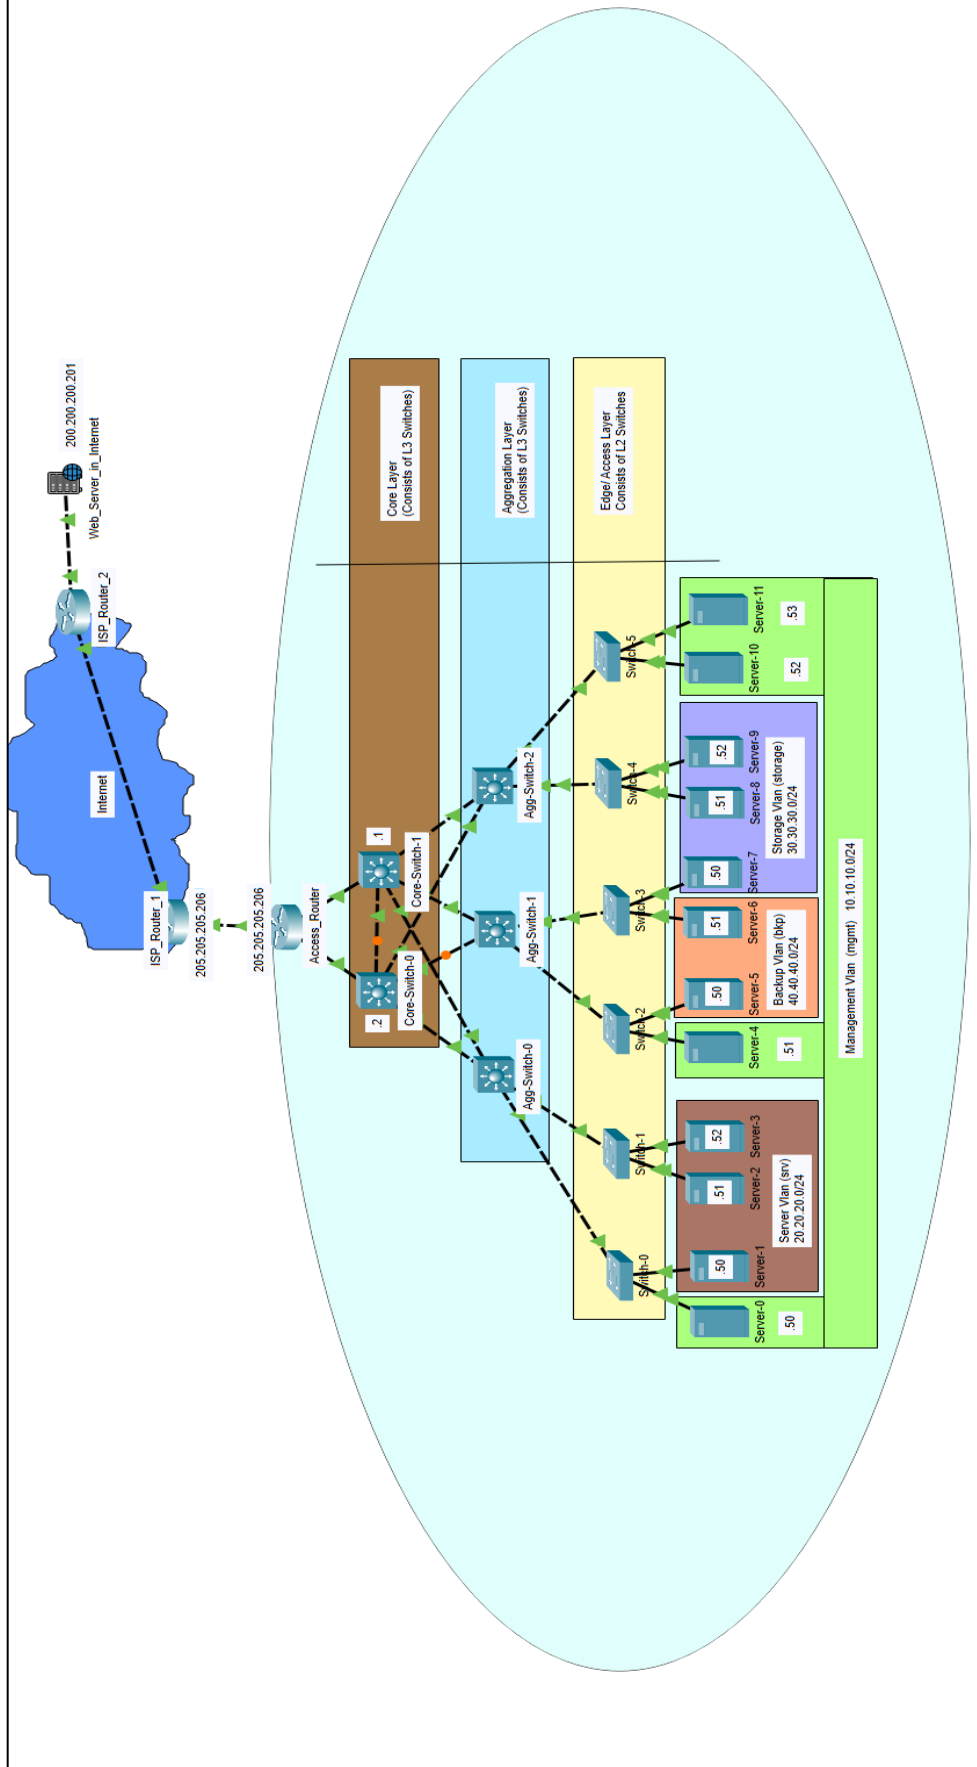 200.200.200.201
Web_Server_in_Internet
ISP_Router_2
Internet
ISP_Router_1
205.205.205.206
205.205.205.206
Access_Router
Core Layer
(Consists of L3 Switches)
.2
Core-Switch-0
.1
Core-Switch-1
Aggregation Layer
(Consists of L3 Switches)
Agg-Switch-0
Agg-Switch-1
Agg-Switch-2
Edge/ Access Layer
Consists of L2 Switches
Switch-0
Switch-1
Switch-2
Switch-3
Switch-4
Switch-5
Server-0
.50
.50
Server-1
.51
Server-2
.52
Server-3
Server Vlan (srv)
20.20.20.0/24
Server-4
.51
.50
Server-5
.51
Server-6
Backup Vlan (bkp)
40.40.40.0/24
.50
Server-7
.51
Server-8
.52
Server-9
Storage Vlan (storage)
30.30.30.0/24
Server-10
.52
Server-11
.53
Management Vlan (mgmt) 10.10.10.0/24